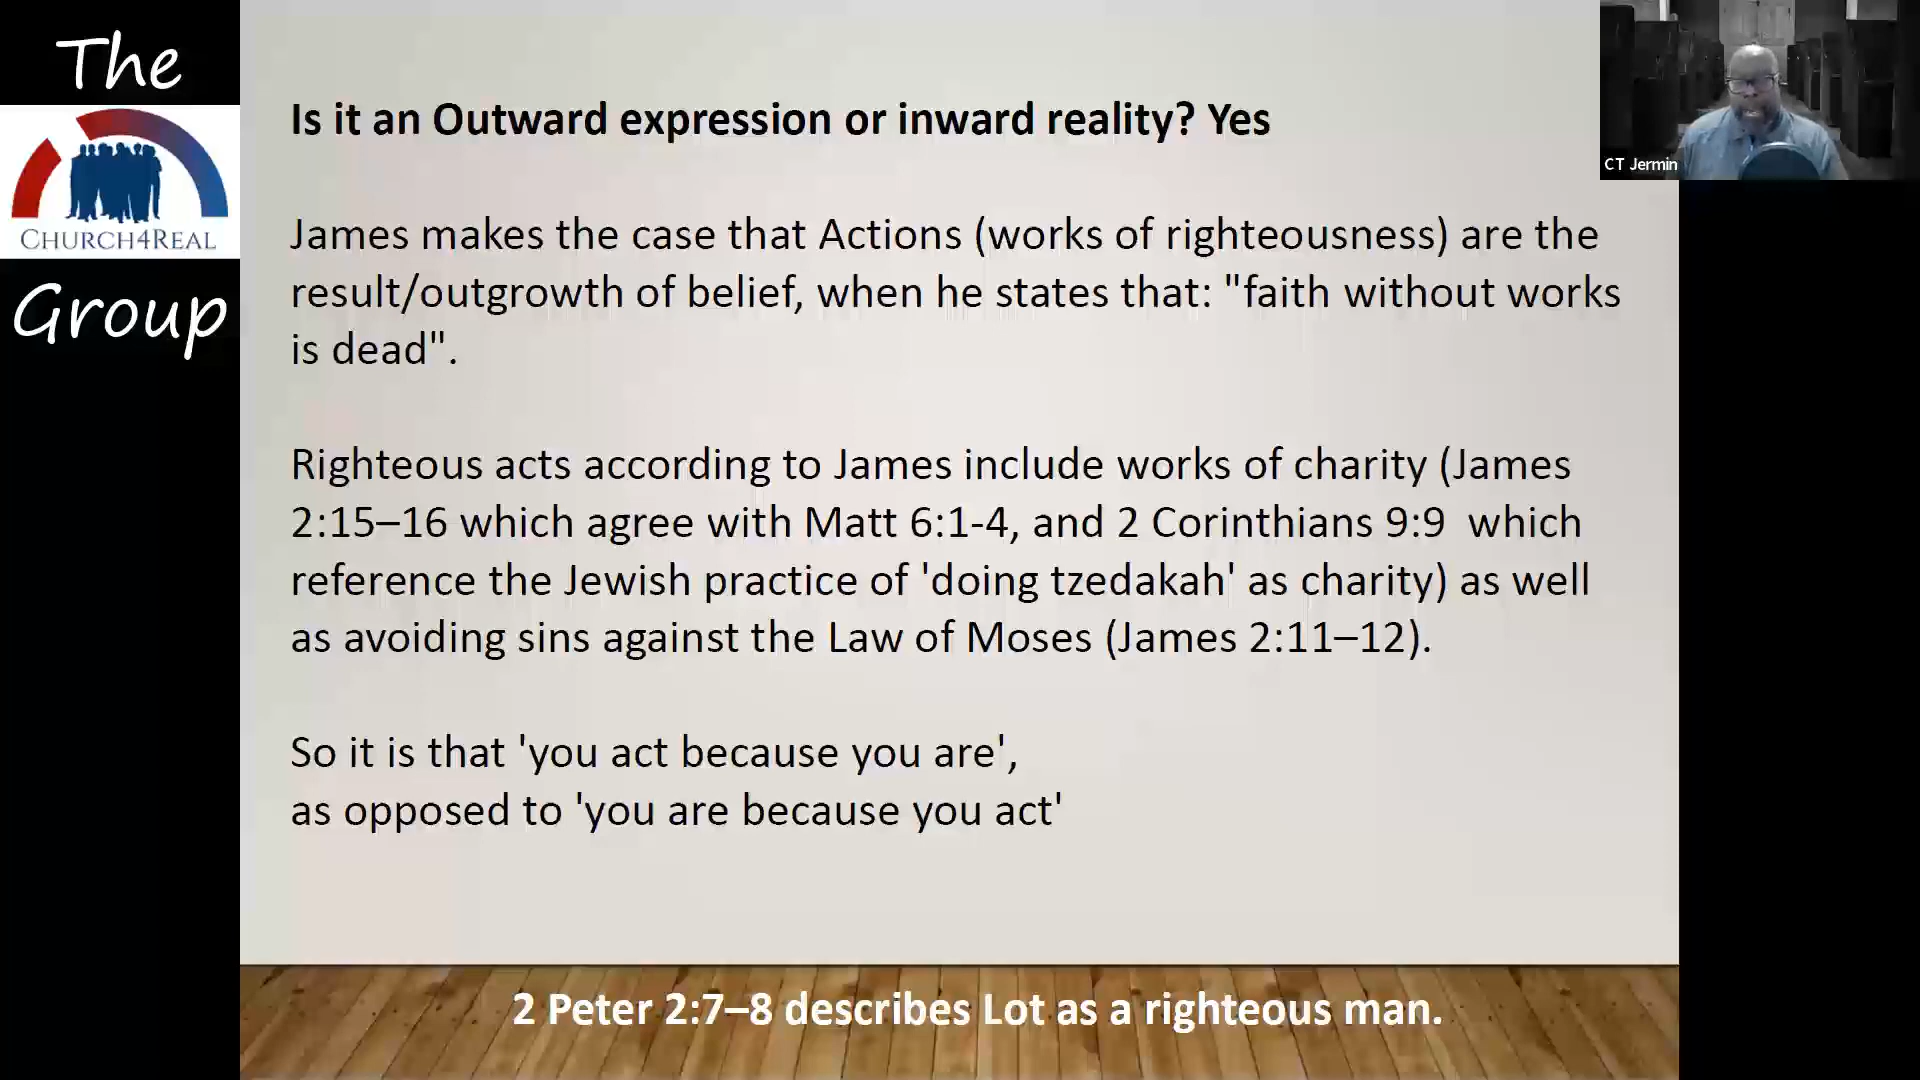 The
CHURCH4REAL
Group
Is it an Outward expression or inward reality? Yes
James makes the case that Actions (works of righteousness) are the
result/outgrowth of belief, when he states that: "faith without works
is dead".
Righteous acts according to James include works of charity (James
2:15–16 which agree with Matt 6:1-4, and 2 Corinthians 9:9  which
reference the Jewish practice of 'doing tzedakah' as charity) as well
as avoiding sins against the Law of Moses (James 2:11–12).
So it is that 'you act because you are',
as opposed to 'you are because you act'
2 Peter 2:7–8 describes Lot as a righteous man.
CT Jermin